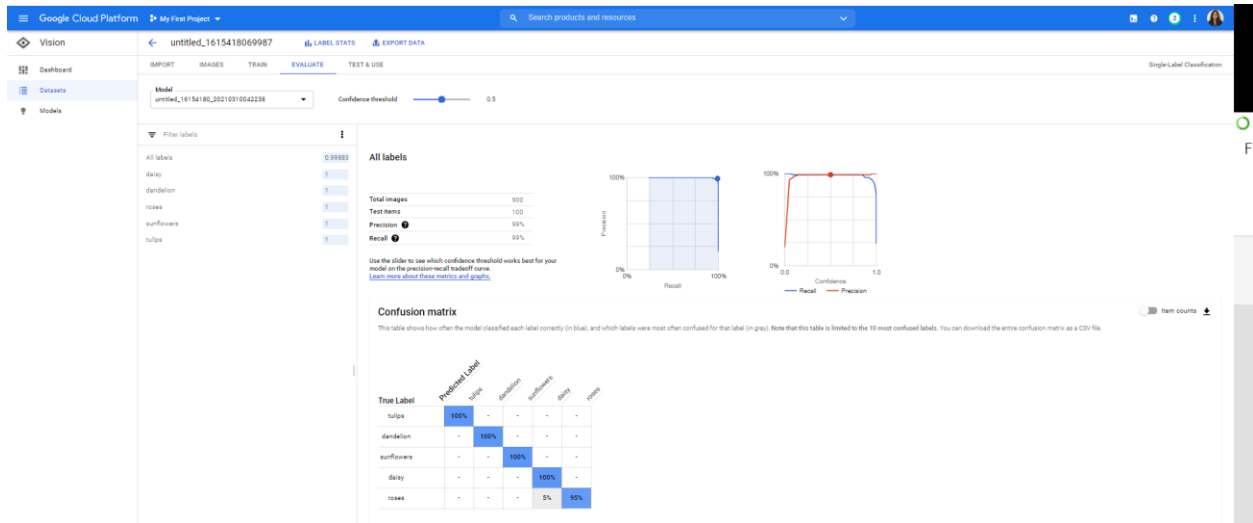 Google Cloud Platform My First Project Search products and resources 2
Vision untitled_1615418069987 LABEL STATS EXPORT DATA
Dashboard
Datasets
Models
IMPORT IMAGES TRAIN EVALUATE TEST & USE Single-Label Classification
Model
untitled_16154180_20210310042238
Confidence threshold 0.5
Filter labels
All labels 0.99883
daisy 1
dandelion 1
roses 1
sunflowers 1
tulips 1
All labels
Total images 900
Test items 100
Precision 99%
Recall 99%
Use the slider to see which confidence threshold works best for your
model on the precision-recall tradeoff curve.
Learn more about these metrics and graphs.
100%
Precision
0%
0% 100%
Recall
100%
0%
0.0 1.0
Confidence
Recall Precision
F
Confusion matrix
Item counts
This table shows how often the model classified each label correctly (in blue), and which labels were most often confused for that label (in gray). Note that this table is limited to the 10 most confused labels. You can download the entire confusion matrix as a CSV file.
True Label Predicted Label tulips dandelion sunflowers daisy roses
tulips 100% - - - -
dandelion - 100% - - -
sunflowers - - 100% - -
daisy - - - 100% -
roses - - - 5% 95%